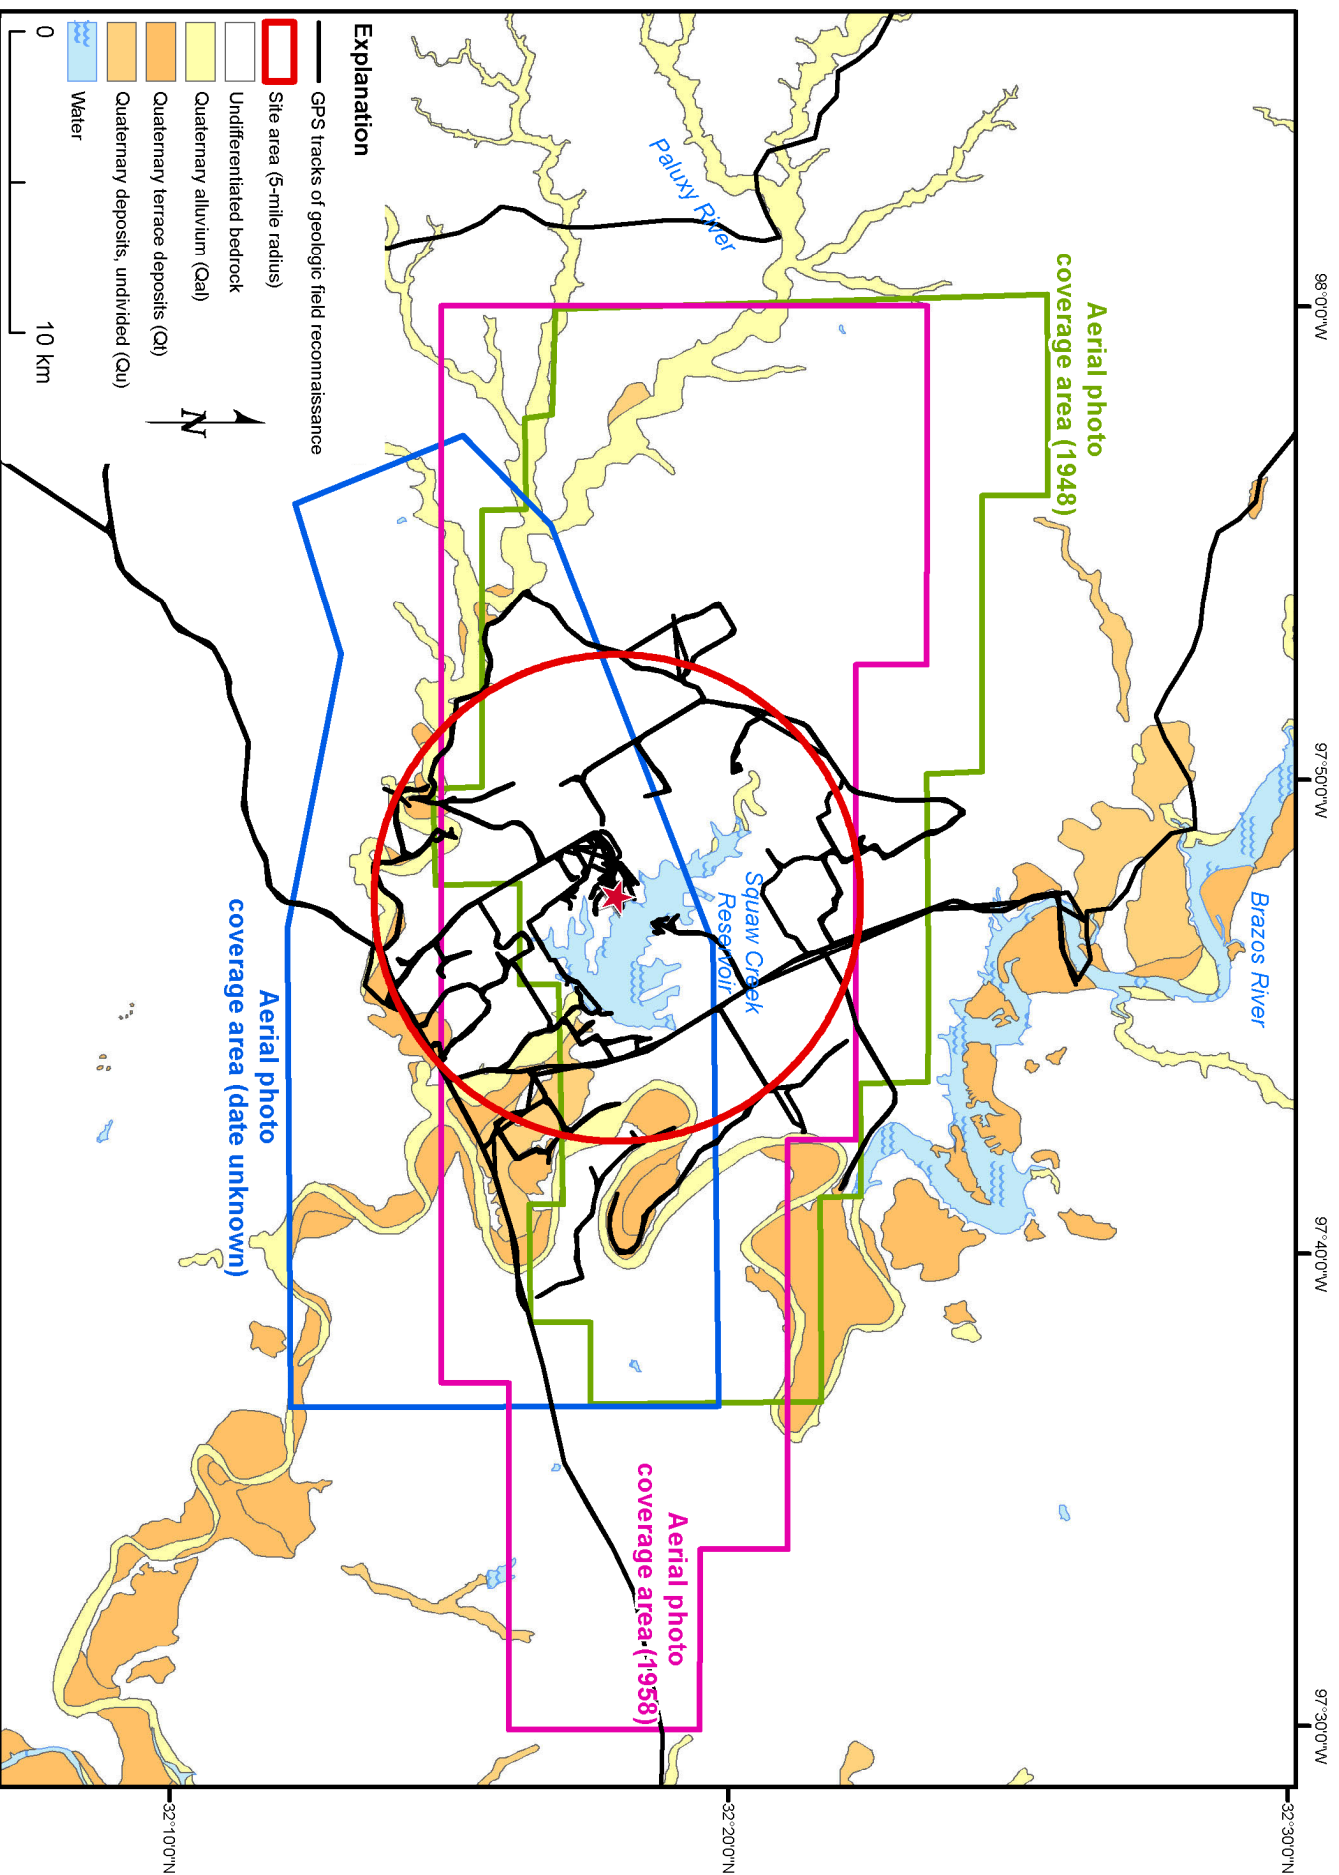 98°0'0"W
97°50'0"W
97°40'0"W
97°30'0"W
32°30'0"N
32°20'0"N
32°10'0"N
Aerial photo
coverage area (1948)
Brazos River
Paluxy River
Squaw Creek
Reservoir
Aerial photo
coverage area (1958)
Aerial photo
coverage area (date unknown)
Explanation
GPS tracks of geologic field reconnaissance
Site area (5-mile radius)
Undifferentiated bedrock
Quaternary alluvium (Qal)
Quaternary terrace deposits (Qt)
Quaternary deposits, undivided (Qu)
Water
N
0
10 km